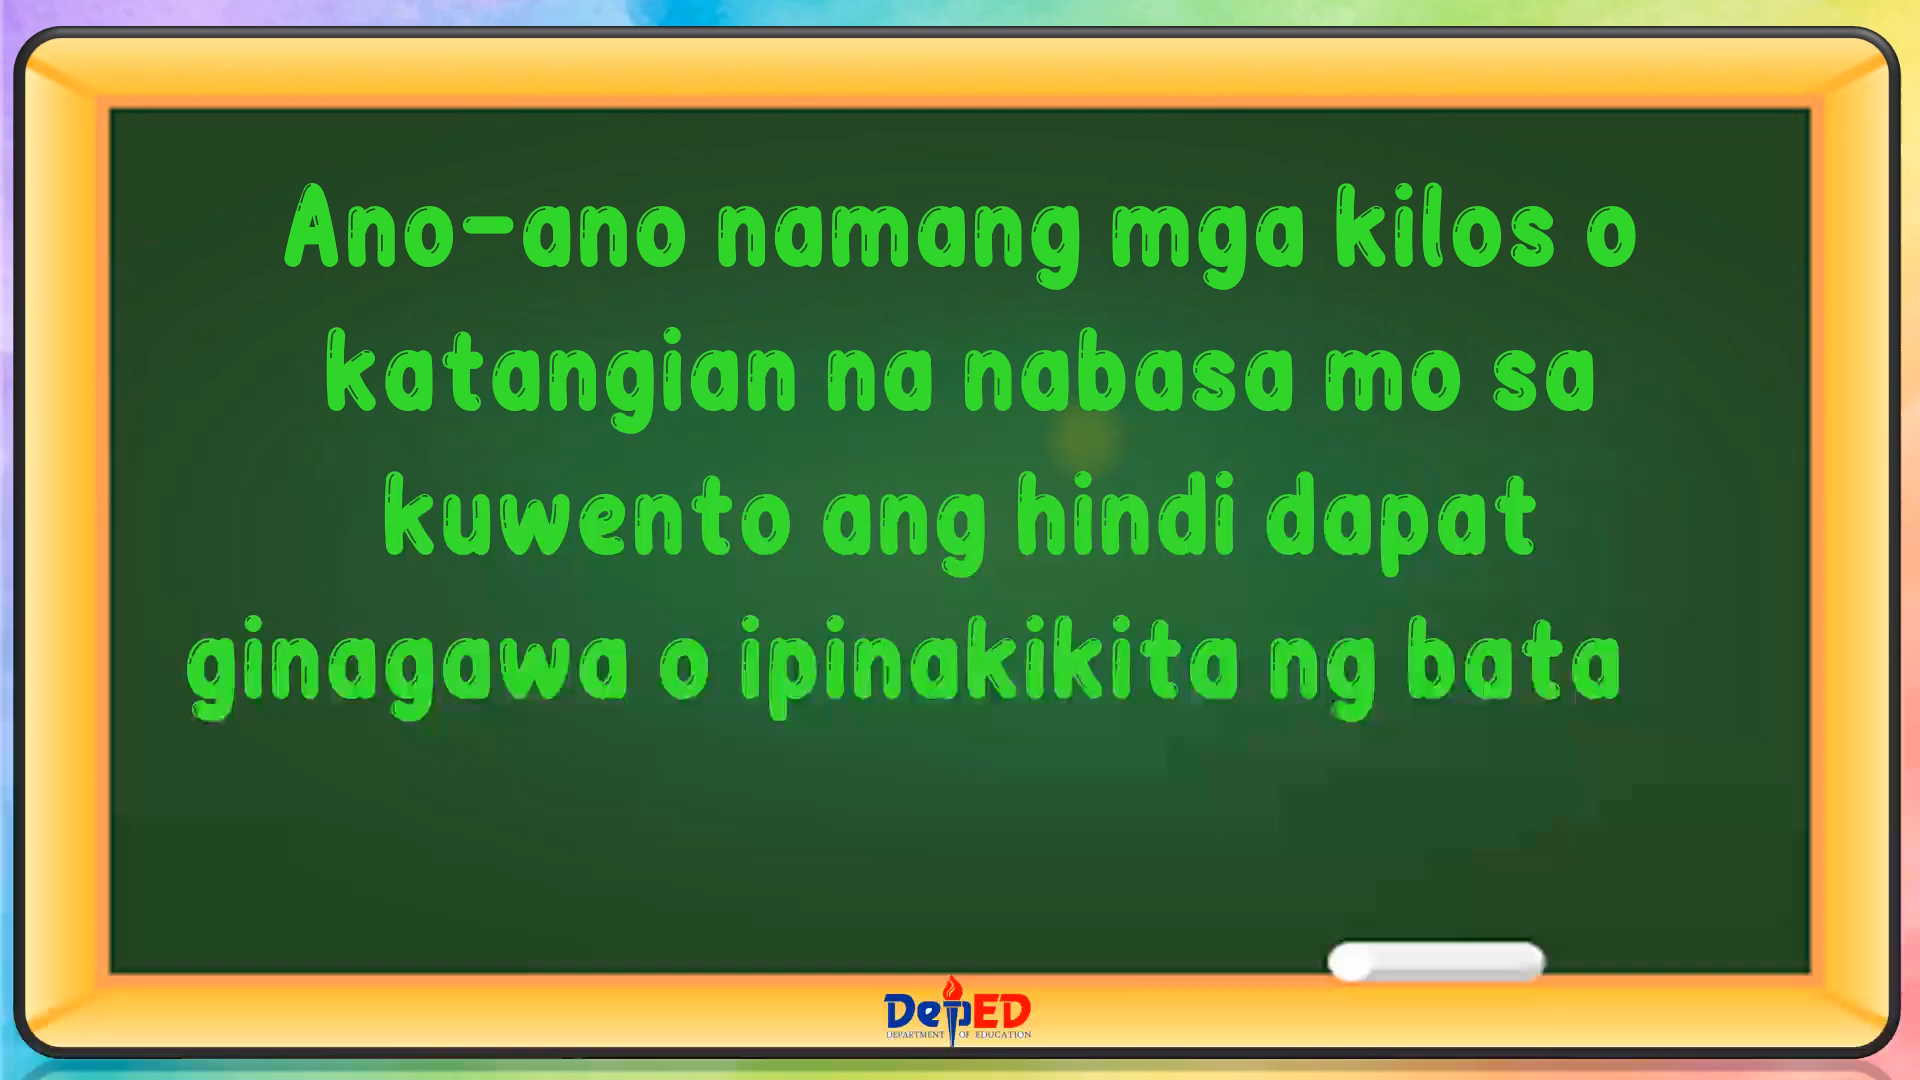 Ano-ano namang mga kilos o
katangian na nabasa mo sa
kuwento ang hindi dapat
ginagawa o ipinakikita ng bata
DepED
DEPARTMENT OF EDUCATION